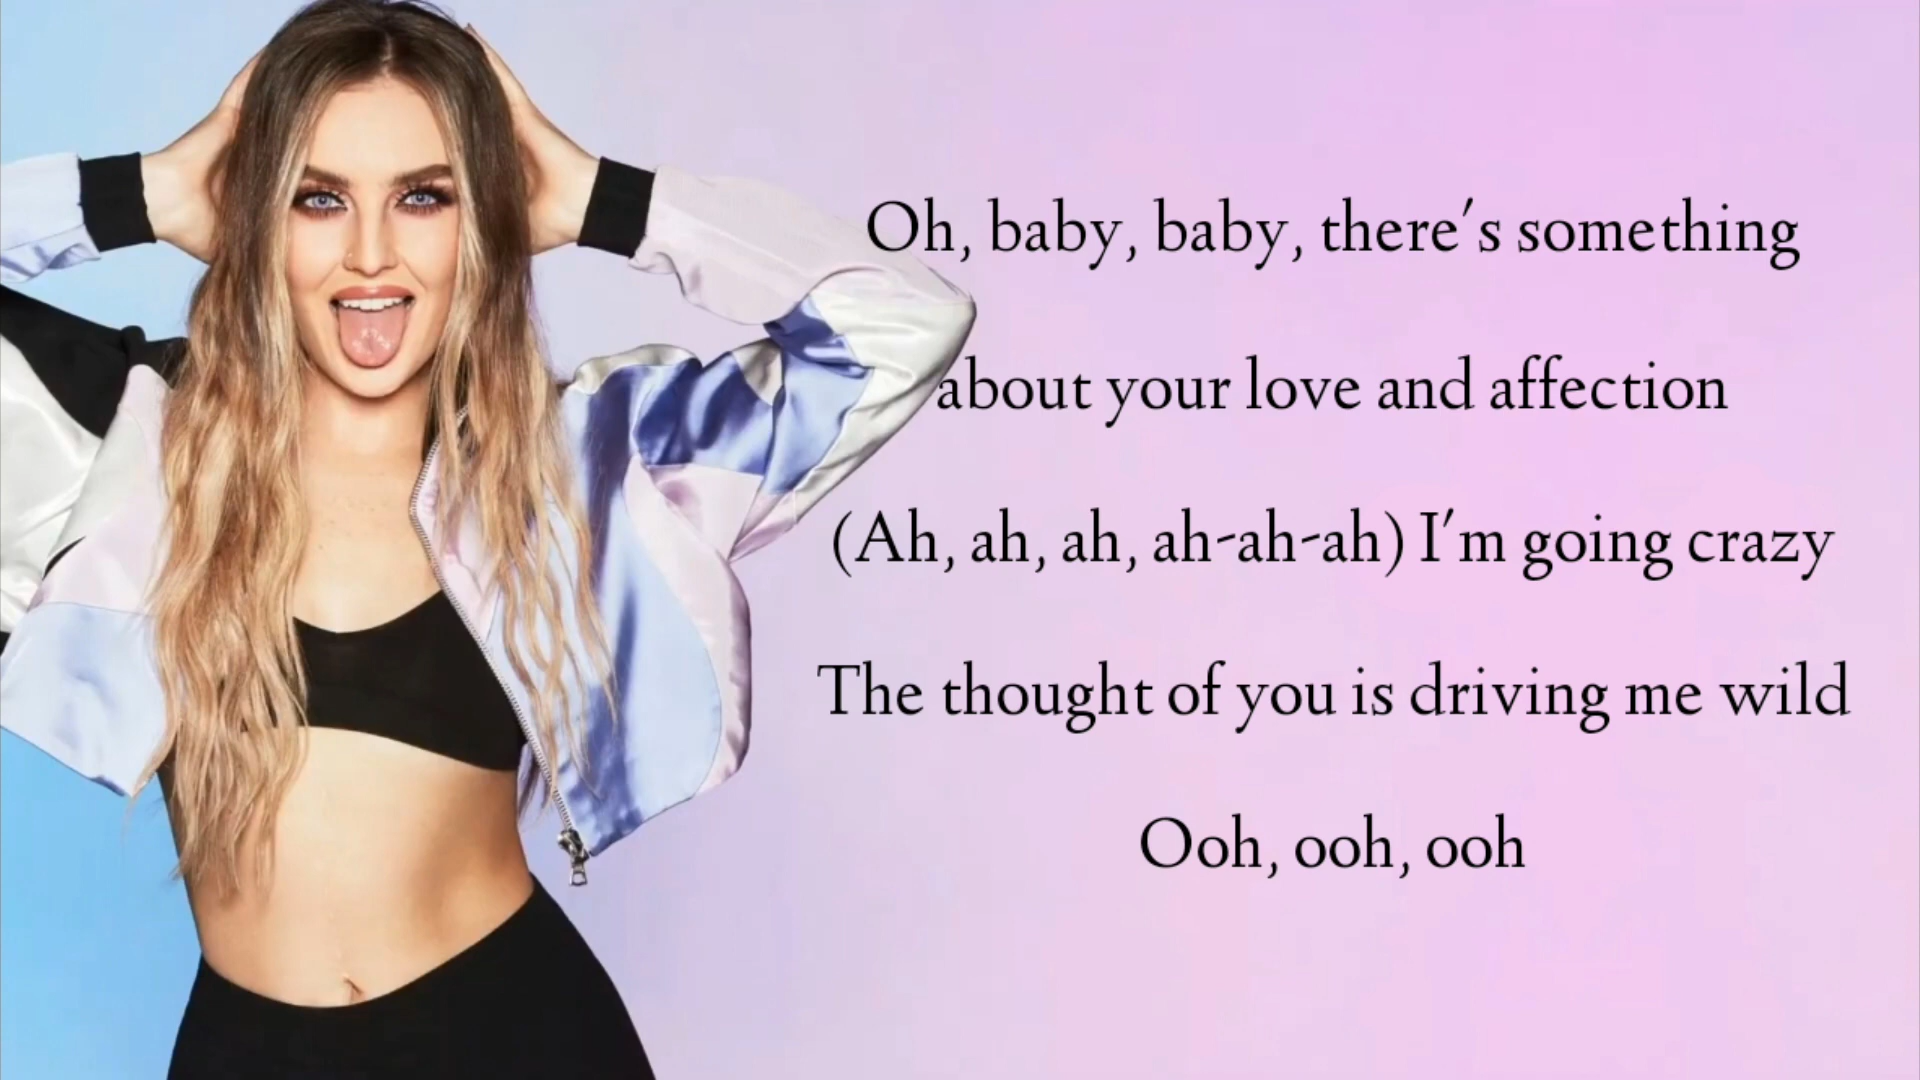 Oh, baby, baby, there's something
about your love and affection
(Ah, ah, ah, ah-ah-ah) I'm going crazy
The thought of you is driving me wild
Ooh, ooh, ooh